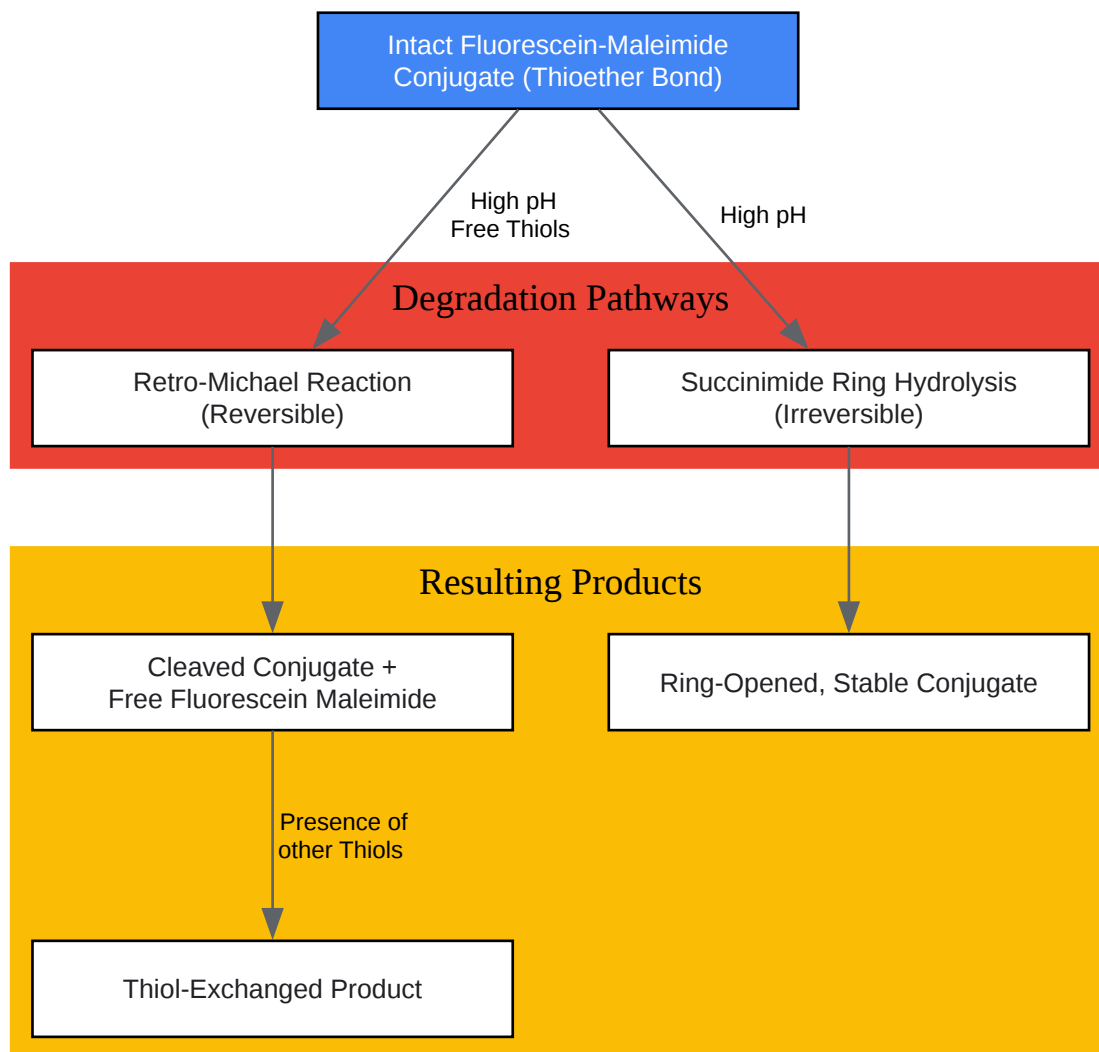 Intact Fluorescein-Maleimide
Conjugate (Thioether Bond)
High pH
Free Thiols
High pH
Degradation Pathways
Retro-Michael Reaction
(Reversible)
Succinimide Ring Hydrolysis
(Irreversible)
Resulting Products
Cleaved Conjugate +
Free Fluorescein Maleimide
Ring-Opened, Stable Conjugate
Presence of
other Thiols
Thiol-Exchanged Product